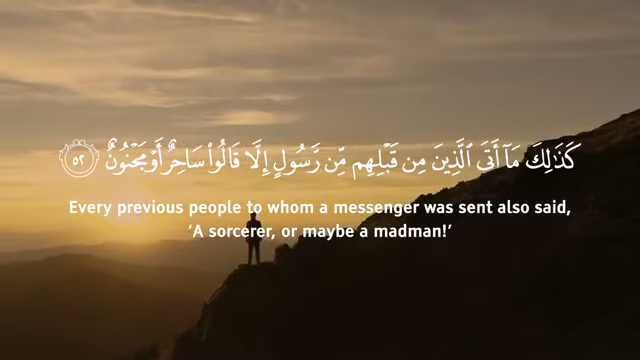 كَذَٰلِكَ مَآ أَتَى ٱلَّذِينَ مِن قَبۡلِهِم مِّن رَّسُولٍ إِلَّا قَالُواْ سَاحِرٌ أَوۡ مَجۡنُونٌ ٥٢
Every previous people to whom a messenger was sent also said,
‘A sorcerer, or maybe a madman!’